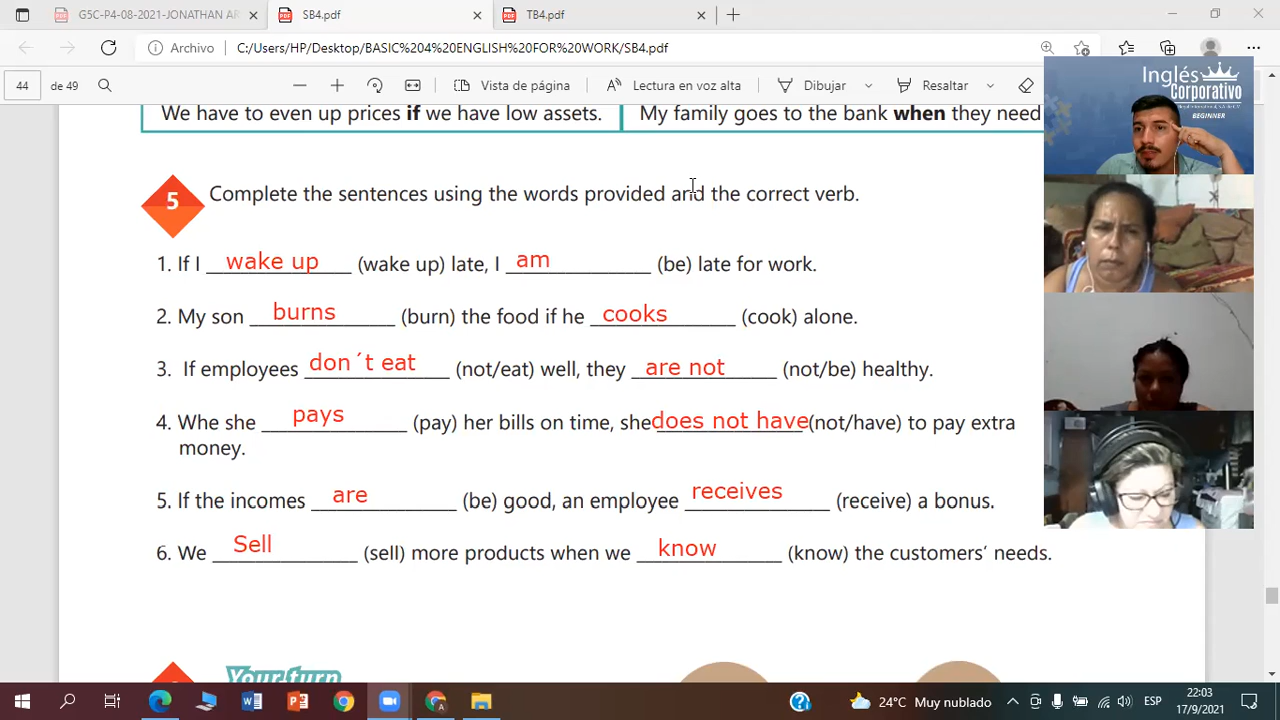 G5C-P4-08-2021-JONATHAN AR
SB4.pdf
TB4.pdf
Archivo
C:/Users/HP/Desktop/BASIC%204%20ENGLISH%20FOR%20WORK/SB4.pdf
44
de 49
Vista de página
Lectura en voz alta
Dibujar
Resaltar
Inglés
Corporativo
BEGINNER
We have to even up prices if we have low assets.
My family goes to the bank when they need
5
Complete the sentences using the words provided and the correct verb.
1. If I wake up (wake up) late, I am (be) late for work.
2. My son burns (burn) the food if he cooks (cook) alone.
3. If employees don´t eat (not/eat) well, they are not (not/be) healthy.
4. Whe she pays (pay) her bills on time, she does not have (not/have) to pay extra
money.
5. If the incomes are (be) good, an employee receives (receive) a bonus.
6. We Sell (sell) more products when we know (know) the customers’ needs.
Your turn
24°C Muy nublado
ESP
22:03
17/9/2021